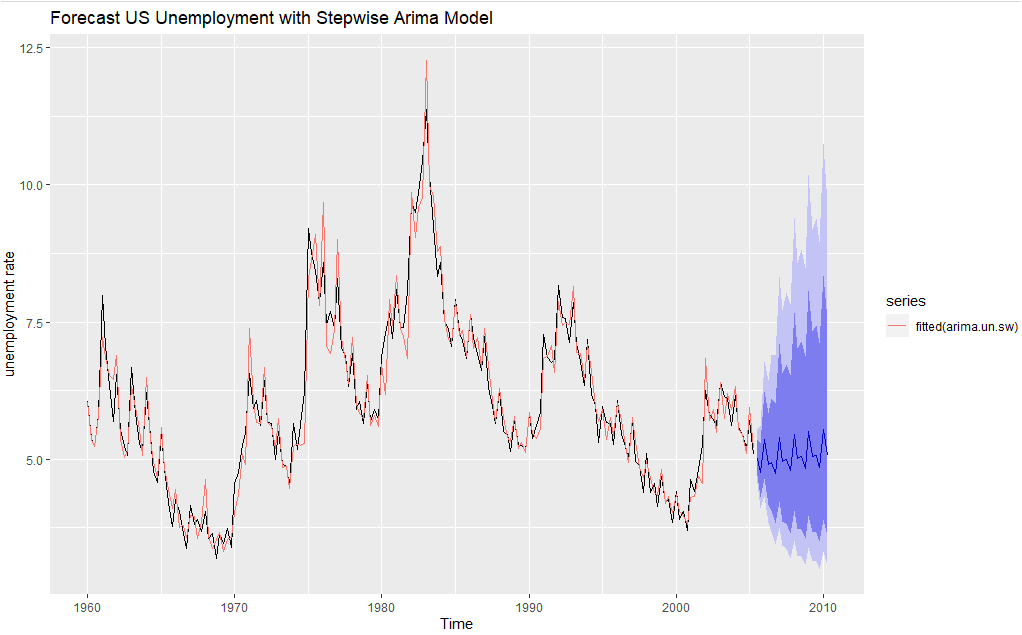 Forecast US Unemployment with Stepwise Arima Model
12.5
10.0
7.5
5.0
unemployment rate
1960 1970 1980 1990 2000 2010
Time
series
fitted(arima.un.sw)